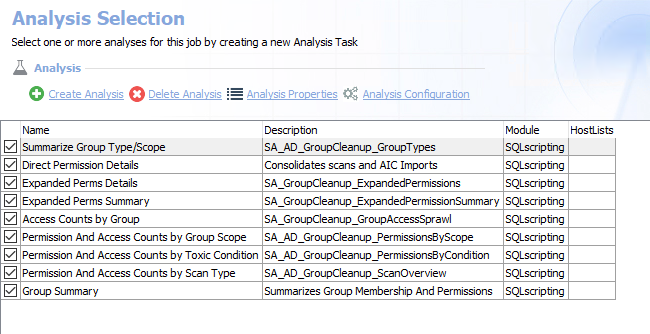 Analysis Selection
Select one or more analyses for this job by creating a new Analysis Task
Analysis
Create Analysis Delete Analysis Analysis Properties Analysis Configuration
Name Description Module HostLists
Summarize Group Type/Scope SA_AD_GroupCleanup_GroupTypes SQLscripting
Direct Permission Details Consolidates scans and AIC Imports SQLscripting
Expanded Perms Details SA_GroupCleanup_ExpandedPermissions SQLscripting
Expanded Perms Summary SA_GroupCleanup_ExpandedPermissionSummary SQLscripting
Access Counts by Group SA_GroupCleanup_GroupAccessSprawl SQLscripting
Permission And Access Counts by Group Scope SA_AD_GroupCleanup_PermissionsByScope SQLscripting
Permission And Access Counts by Toxic Condition SA_AD_GroupCleanup_PermissionsByCondition SQLscripting
Permission And Access Counts by Scan Type SA_AD_GroupCleanup_ScanOverview SQLscripting
Group Summary Summarizes Group Membership And Permissions SQLscripting